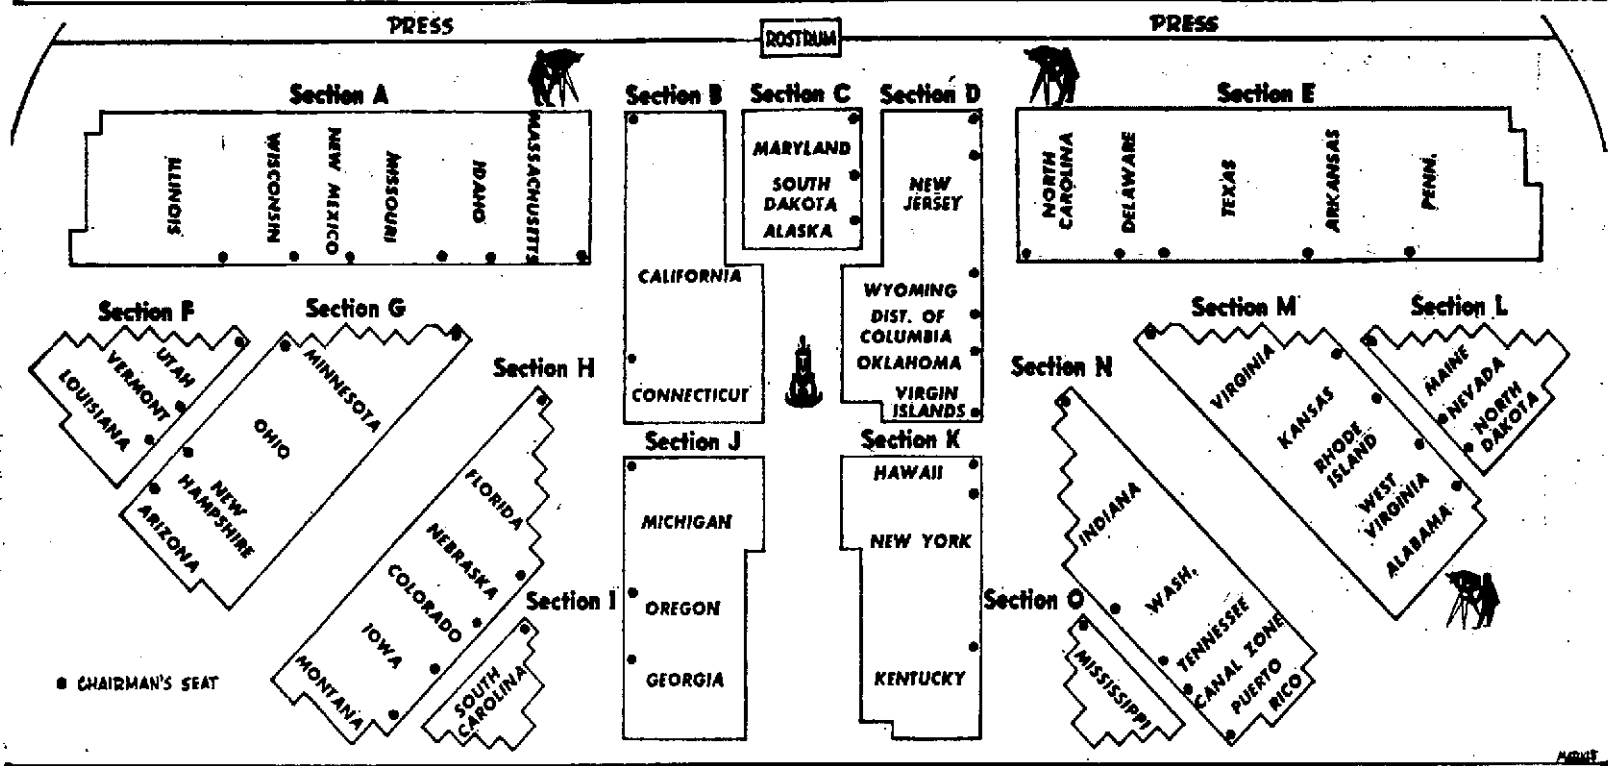 PRESS
ROSTRUM
PRESS
Section A
ILLINOIS
WISCONSIN
NEW MEXICO
MISSOURI
IDAHO
MASSACHUSETTS
Section B
CALIFORNIA
CONNECTICUT
Section C
MARYLAND
SOUTH
DAKOTA
ALASKA
Section D
NEW
JERSEY
WYOMING
DIST. OF
COLUMBIA
OKLAHOMA
VIRGIN
ISLANDS
Section E
NORTH
CAROLINA
DELAWARE
TEXAS
ARKANSAS
PENN.
Section F
UTAH
VERMONT
LOUISIANA
Section G
MINNESOTA
OHIO
NEW
HAMPSHIRE
ARIZONA
Section H
FLORIDA
NEBRASKA
COLORADO
IOWA
MONTANA
Section I
SOUTH
CAROLINA
Section J
MICHIGAN
OREGON
GEORGIA
Section K
HAWAII
NEW YORK
KENTUCKY
Section N
INDIANA
WASH.
TENNESSEE
CANAL ZONE
PUERTO
RICO
Section O
MISSISSIPPI
Section M
VIRGINIA
KANSAS
RHODE
ISLAND
WEST
VIRGINIA
ALABAMA
Section L
MAINE
NEVADA
NORTH
DAKOTA
CHAIRMAN'S SEAT